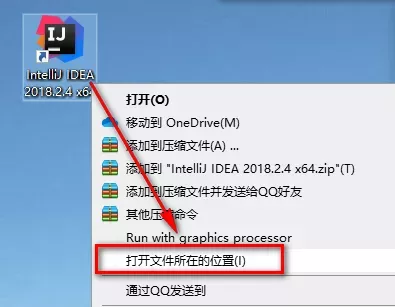 IJ
IntelliJ IDEA
2018.2.4 x64
打开(O)
移动到 OneDrive(M)
添加到压缩文件(A) ...
添加到 "IntelliJ IDEA 2018.2.4 x64.zip"(T)
添加到压缩文件并发送给QQ好友
其他压缩命令
Run with graphics processor
打开文件所在的位置(I)
通过QQ发送到